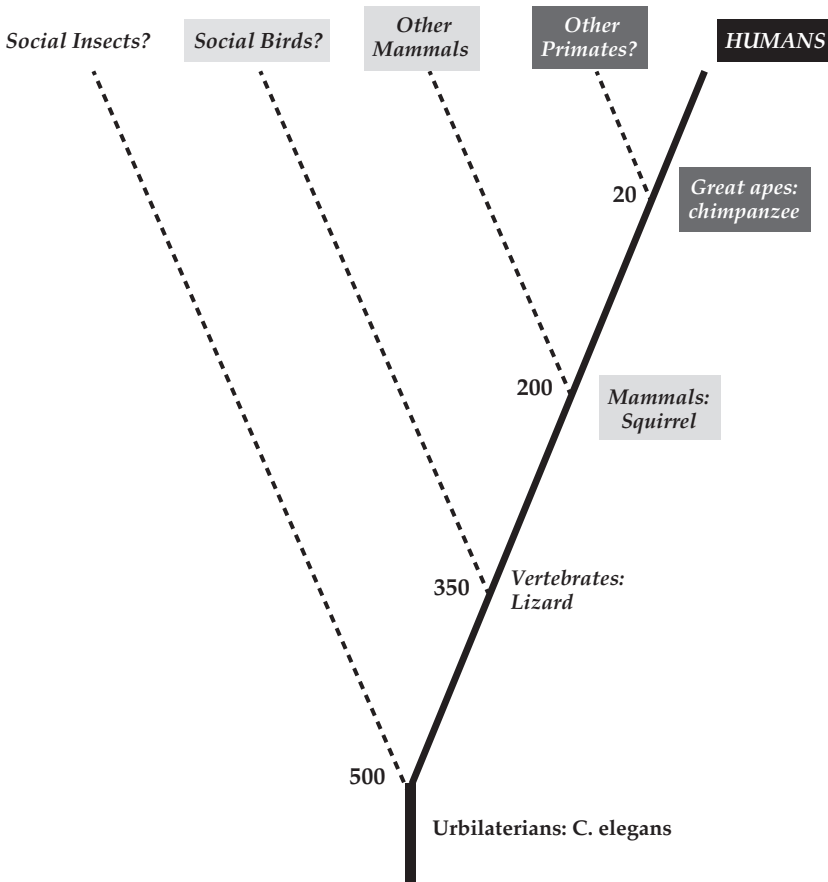 Social Insects?
Social Birds?
Other
Mammals
Other
Primates?
HUMANS
20
Great apes:
chimpanzee
200
Mammals:
Squirrel
350
Vertebrates:
Lizard
500
Urbilaterians: C. elegans